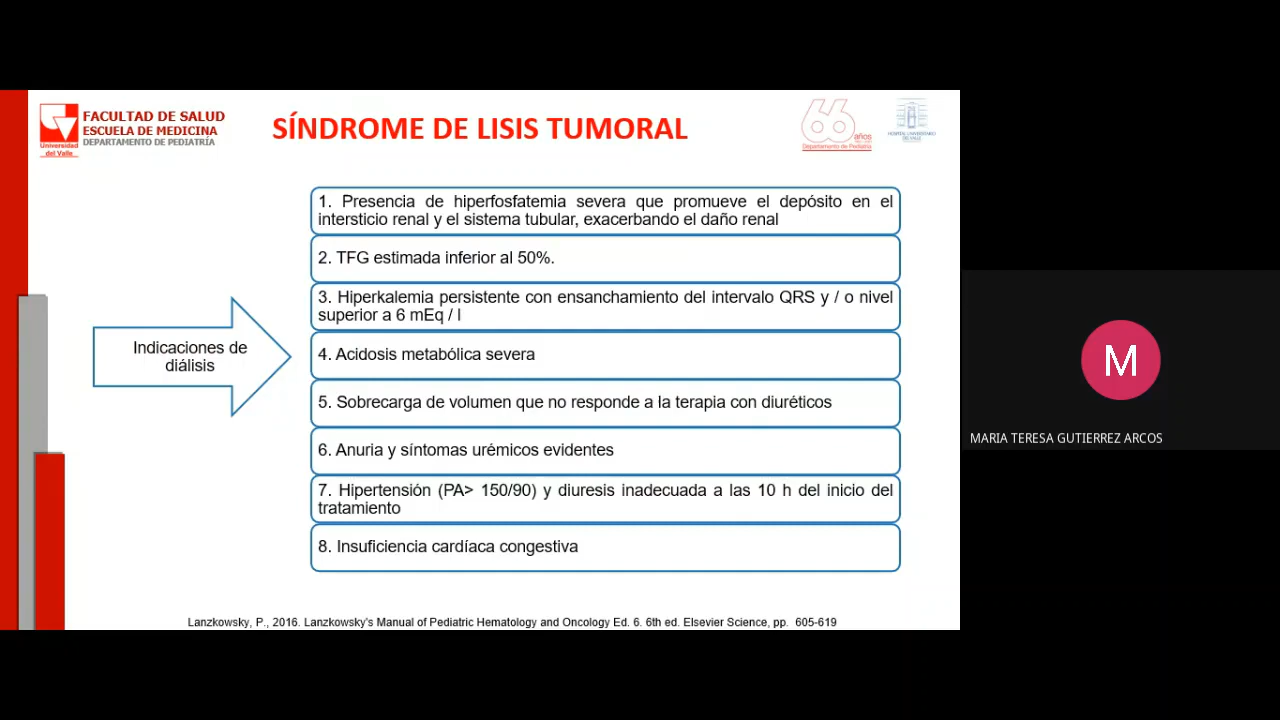 FACULTAD DE SALUD
ESCUELA DE MEDICINA
DEPARTAMENTO DE PEDIATRÍA
Universidad
del Valle
SÍNDROME DE LISIS TUMORAL
66 años
Departamento de Pediatría
HOSPITAL UNIVERSITARIO
DEL VALLE
Indicaciones de
diálisis
1. Presencia de hiperfosfatemia severa que promueve el depósito en el
intersticio renal y el sistema tubular, exacerbando el daño renal
2. TFG estimada inferior al 50%.
3. Hiperkalemia persistente con ensanchamiento del intervalo QRS y / o nivel
superior a 6 mEq / l
4. Acidosis metabólica severa
5. Sobrecarga de volumen que no responde a la terapia con diuréticos
6. Anuria y síntomas urémicos evidentes
7. Hipertensión (PA> 150/90) y diuresis inadecuada a las 10 h del inicio del
tratamiento
8. Insuficiencia cardíaca congestiva
Lanzkowsky, P., 2016. Lanzkowsky's Manual of Pediatric Hematology and Oncology Ed. 6. 6th ed. Elsevier Science, pp. 605-619
M
MARIA TERESA GUTIERREZ ARCOS